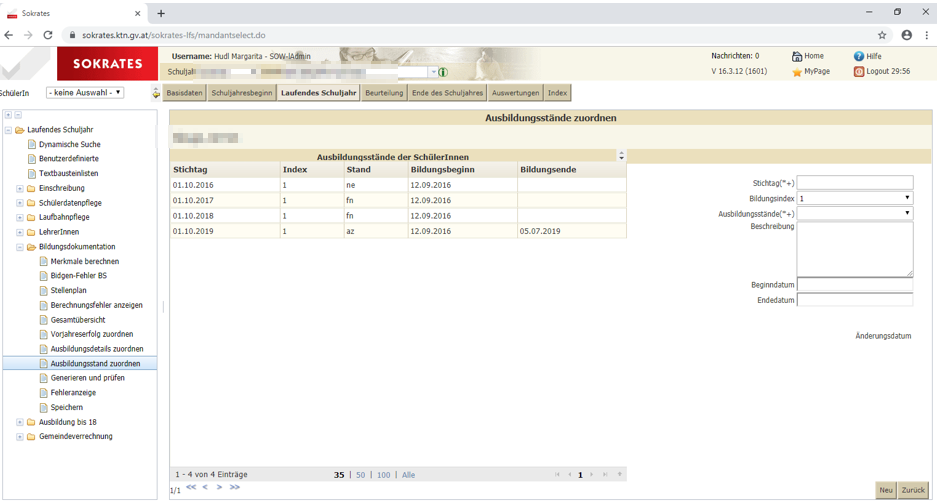 Sokrates
sokrates.ktn.gv.at/sokrates-lfs/mandantselect.do
SOKRATES
Username: Hudl Margarita - SOW-lAdmin
Nachrichten: 0
Home
Hilfe
Schuljal
V 16.3.12 (1601)
MyPage
Logout 29:56
chülerIn
- keine Auswahl -
Basisdaten
Schuljahresbeginn
Laufendes Schuljahr
Beurteilung
Ende des Schuljahres
Auswertungen
Index
Laufendes Schuljahr
Dynamische Suche
Benutzerdefinierte
Textbausteinlisten
Einschreibung
Schülerdatenpflege
Laufbahnpflege
LehrerInnen
Bildungsdokumentation
Merkmale berechnen
Bidgen-Fehler BS
Stellenplan
Berechnungsfehler anzeigen
Gesamtübersicht
Vorjahreserfolg zuordnen
Ausbildungsdetails zuordnen
Ausbildungsstand zuordnen
Generieren und prüfen
Fehleranzeige
Speichern
Ausbildung bis 18
Gemeindeverrechnung
Ausbildungsstände zuordnen
Ausbildungsstände der SchülerInnen
Stichtag Index Stand Bildungsbeginn Bildungsende
01.10.2016 1 ne 12.09.2016
01.10.2017 1 fn 12.09.2016
01.10.2018 1 fn 12.09.2016
01.10.2019 1 az 12.09.2016 05.07.2019
Stichtag(*+)
Bildungsindex 1
Ausbildungsstände(*+)
Beschreibung
Beginndatum
Endedatum
Änderungsdatum
1 - 4 von 4 Einträge 35 | 50 | 100 | Alle 1
1/1 << < > >>
Neu Zurück